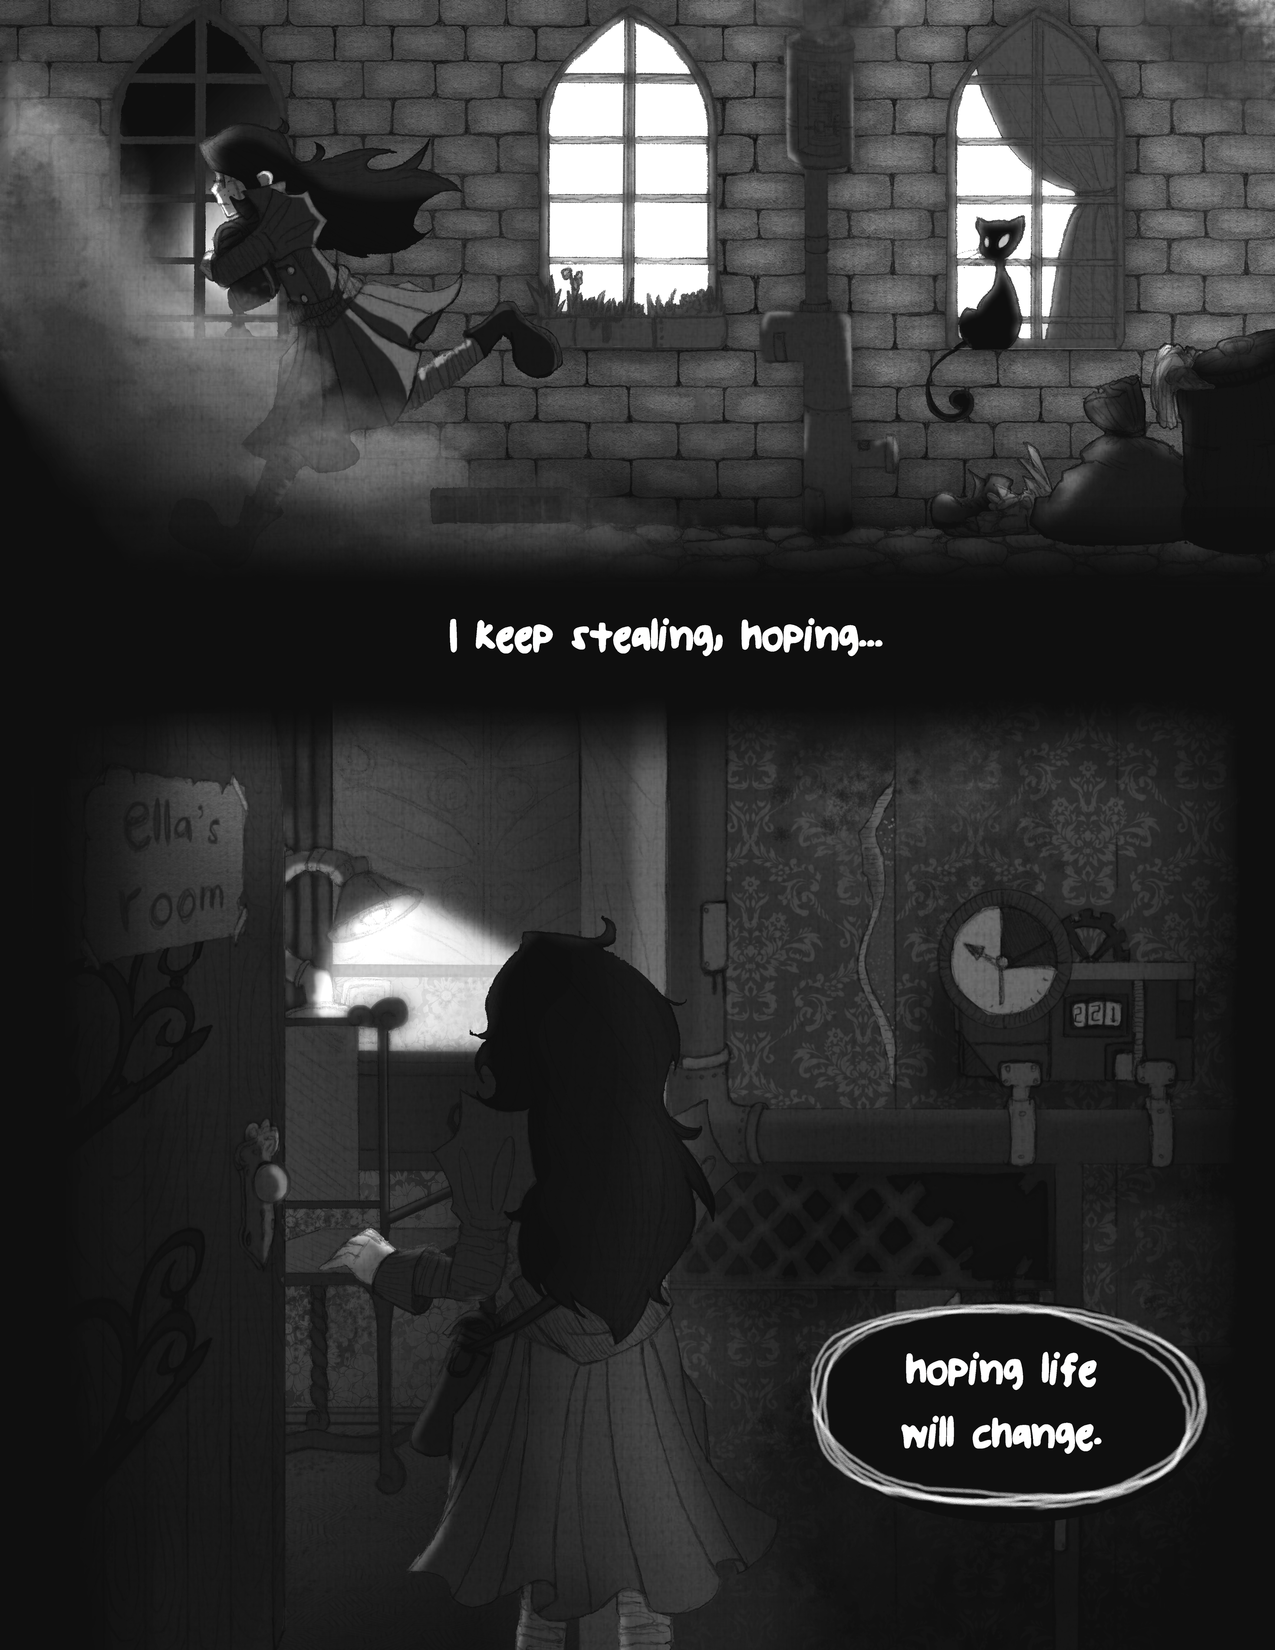 I keep stealing, hoping...
ella's
room
221
hoping life
will change.